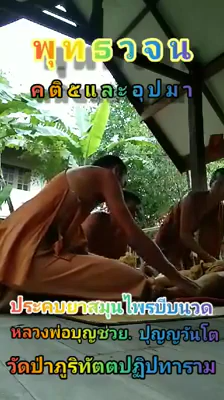 พุทธวจน
คติ๕และอุปมา
ประคบยาสมุนไพรบีบนวด
หลวงพ่อบุญช่วย. ปุญฺญวันฺโต
วัดป่าภูริทัตตปฏิปทาราม